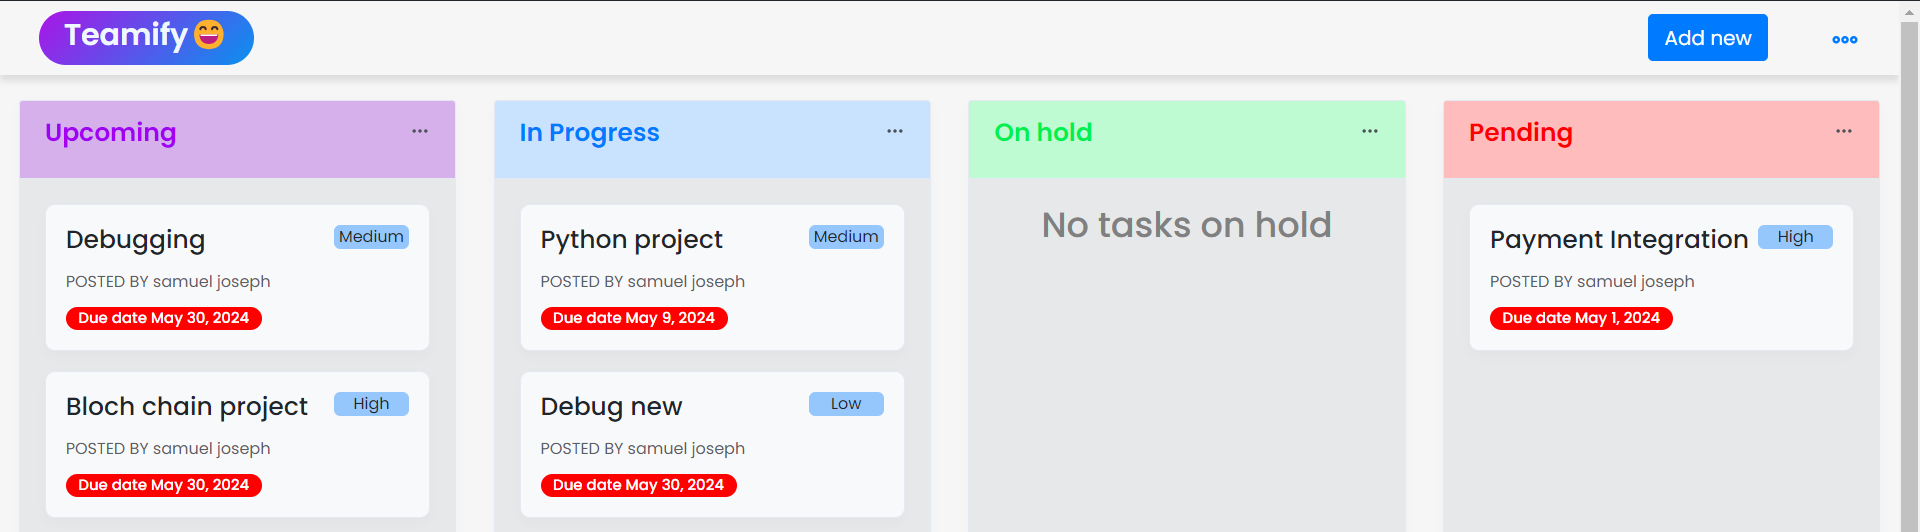 Teamify 😄
Add new
Upcoming
In Progress
On hold
Pending
Debugging
Medium
POSTED BY samuel joseph
Due date May 30, 2024
Bloch chain project
High
POSTED BY samuel joseph
Due date May 30, 2024
Python project
Medium
POSTED BY samuel joseph
Due date May 9, 2024
Debug new
Low
POSTED BY samuel joseph
Due date May 30, 2024
No tasks on hold
Payment Integration
High
POSTED BY samuel joseph
Due date May 1, 2024